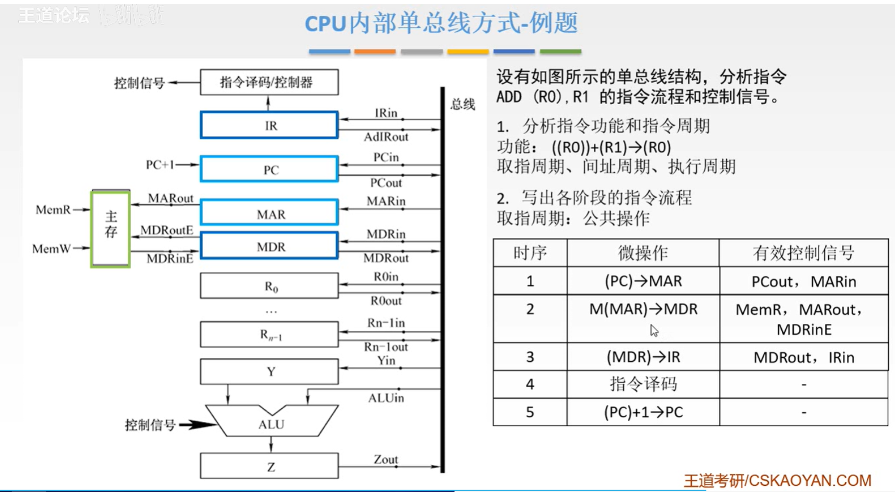 王道论坛
CPU内部单总线方式-例题
控制信号
指令译码/控制器
总线
IR
IRin
AdIRout
PC+1
PC
PCin
PCout
MARout
MAR
MARin
MemR
主存
MDRoutE
MDR
MDRin
MemW
MDRinE
MDRout
R0
R0in
R0out
...
Rn-1
Rn-1in
Rn-1out
Y
Yin
ALUin
控制信号
ALU
Z
Zout
设有如图所示的单总线结构，分析指令
ADD (R0),R1 的指令流程和控制信号。
1. 分析指令功能和指令周期
功能： ((R0))+(R1)→(R0)
取指周期、间址周期、执行周期
2. 写出各阶段的指令流程
取指周期：公共操作
时序 微操作 有效控制信号
1 (PC)→MAR PCout，MARin
2 M(MAR)→MDR MemR，MARout，
MDRinE
3 (MDR)→IR MDRout，IRin
4 指令译码 -
5 (PC)+1→PC -
王道考研/CSKAOYAN.COM